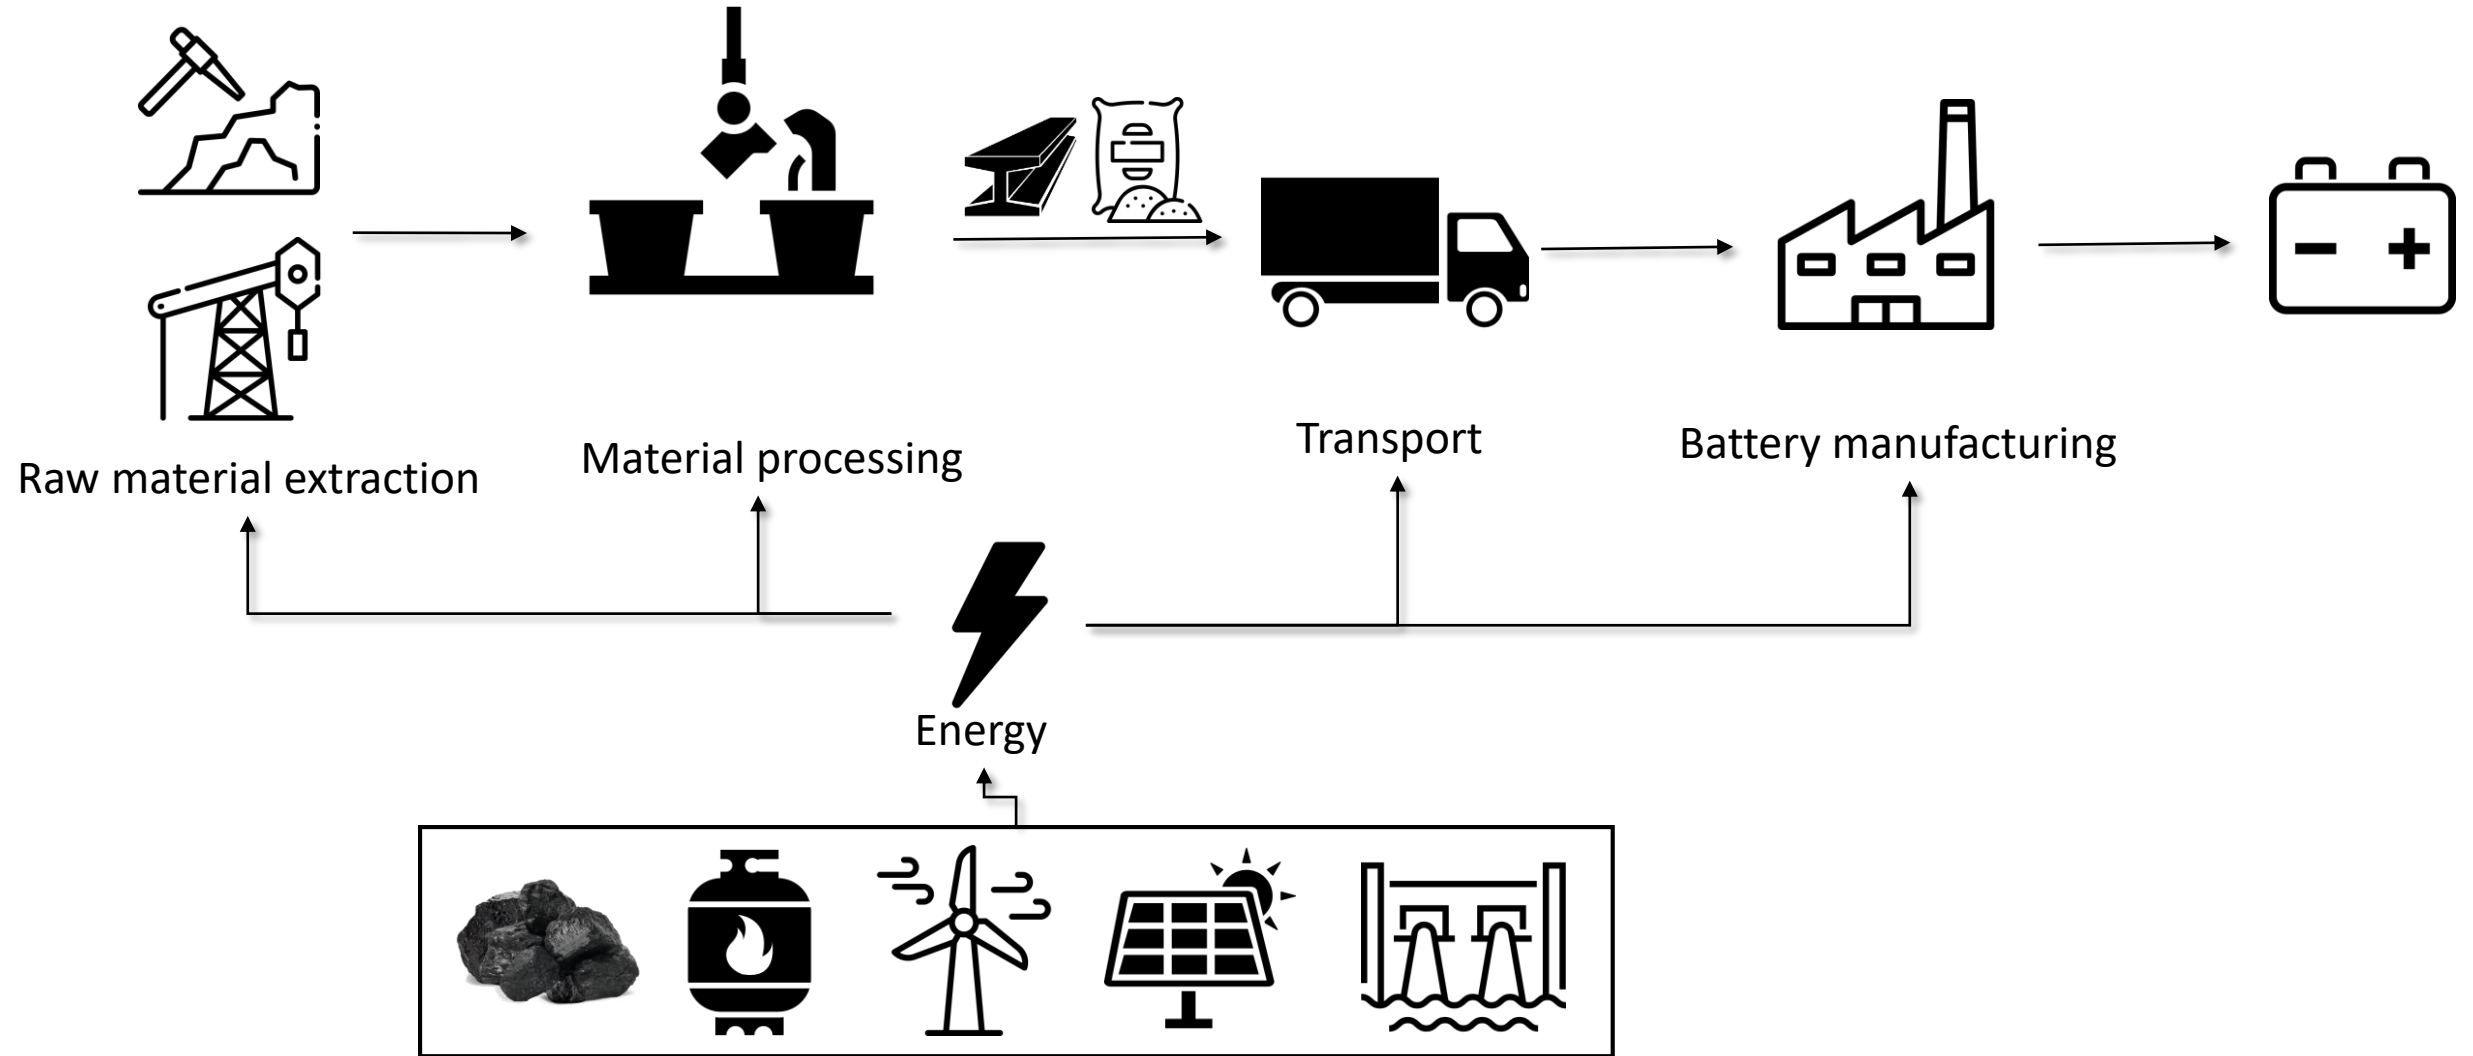 Raw material extraction
Material processing
Transport
Battery manufacturing
Energy